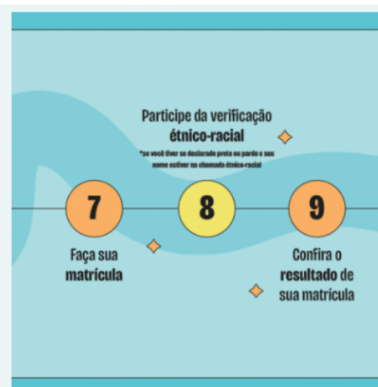 Participe da verificação
étnico-racial
*se você tiver se declarado preto ou pardo e seu
nome estiver na chamada étnico-racial
7
8
9
Faça sua
matrícula
Confira o
resultado de
sua matrícula